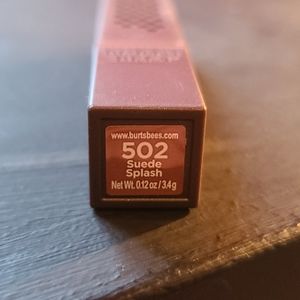 www.burtsbees.com
502
Suede
Splash
Net Wt. 0.12 oz / 3.4g